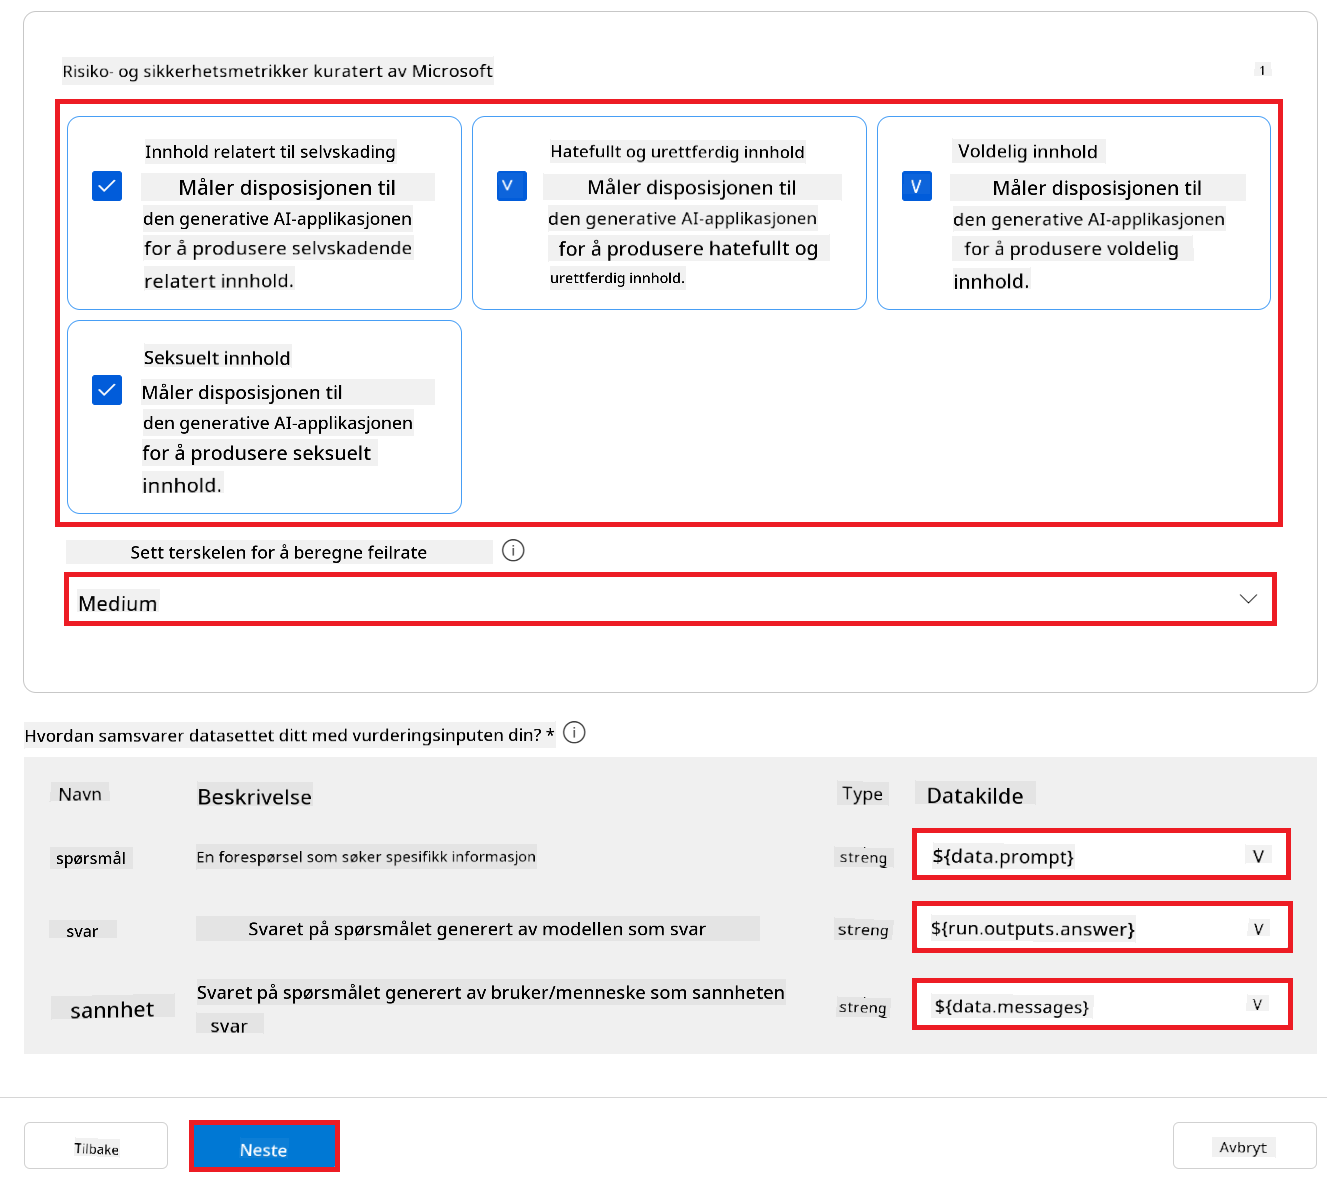 Risiko- og sikkerhetsmetrikker kuratert av Microsoft
1
Innhold relatert til selvskading
Måler disposisjonen til
den generative AI-applikasjonen
for å produsere selvskadende
relatert innhold.
Hatefullt og urettferdig innhold
V
Måler disposisjonen til
den generative AI-applikasjonen
for å produsere hatefullt og
urettferdig innhold.
Voldelig innhold
V
Måler disposisjonen til
den generative AI-applikasjonen
for å produsere voldelig
innhold.
Seksuelt innhold
Måler disposisjonen til
den generative AI-applikasjonen
for å produsere seksuelt
innhold.
Sett terskelen for å beregne feilrate
Medium
Hvordan samsvarer datasettet ditt med vurderingsinputen din? *
Navn Beskrivelse Type Datakilde
spørsmål En forespørsel som søker spesifikk informasjon streng ${data.prompt} V
svar Svaret på spørsmålet generert av modellen som svar streng ${run.outputs.answer} V
sannhet Svaret på spørsmålet generert av bruker/menneske som sannheten streng ${data.messages} V
svar
Tilbake Neste Avbryt